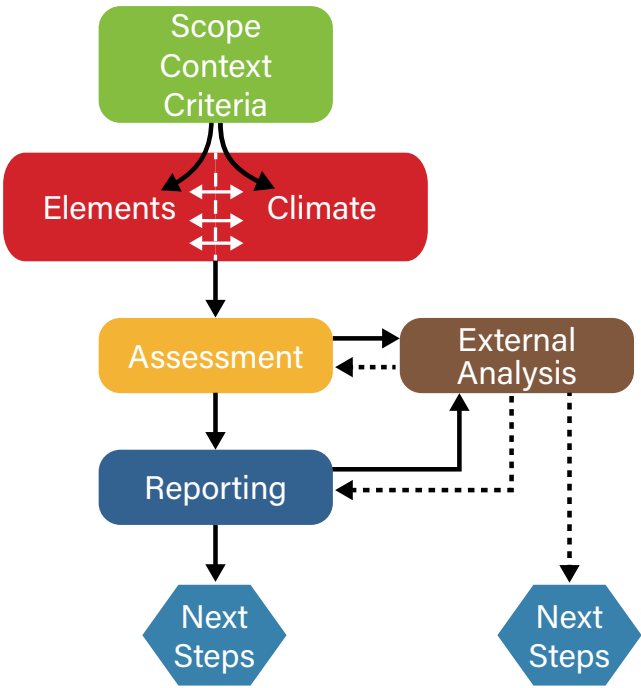 Scope
Context
Criteria
Elements
Climate
Assessment
External
Analysis
Reporting
Next
Steps
Next
Steps